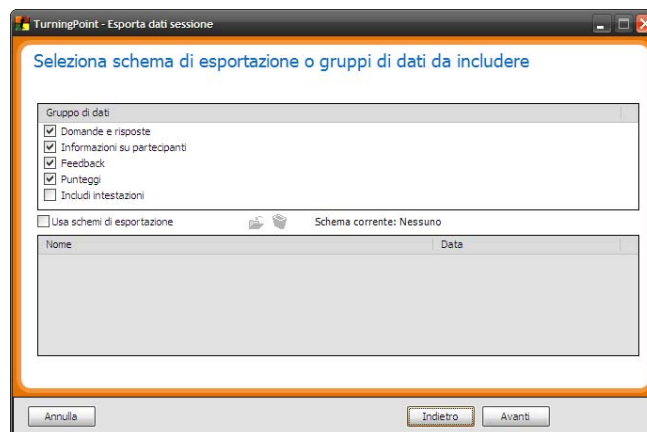 TurningPoint - Esporta dati sessione
Seleziona schema di esportazione o gruppi di dati da includere
Gruppo di dati
Domande e risposte
Informazioni su partecipanti
Feedback
Punteggi
Includi intestazioni
Usa schemi di esportazione Schema corrente: Nessuno
Nome Data
Annulla Indietro Avanti